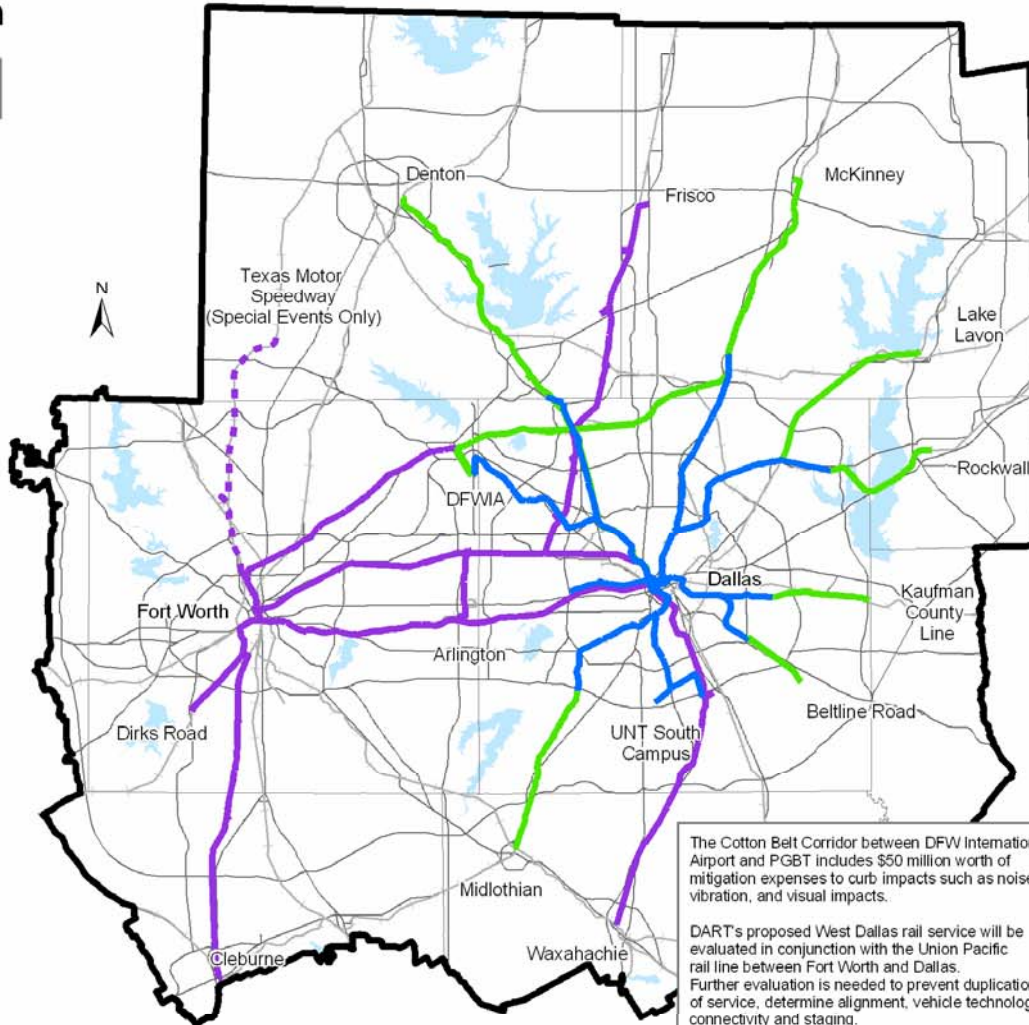 Denton
McKinney
Frisco
Texas Motor
Speedway
(Special Events Only)
N
Lake
Lavon
Rockwall
DFWIA
Dallas
Fort Worth
Kaufman
County
Line
Arlington
Beltline Road
Dirks Road
UNT South
Campus
The Cotton Belt Corridor between DFW Internatio
Airport and PGBT includes $50 million worth of
mitigation expenses to curb impacts such as noise
vibration, and visual impacts.
Midlothian
DART's proposed West Dallas rail service will be
evaluated in conjunction with the Union Pacific
rail line between Fort Worth and Dallas.
Further evaluation is needed to prevent duplicatio
of service, determine alignment, vehicle technolog
connectivity and staging.
Waxahachie
Cleburne